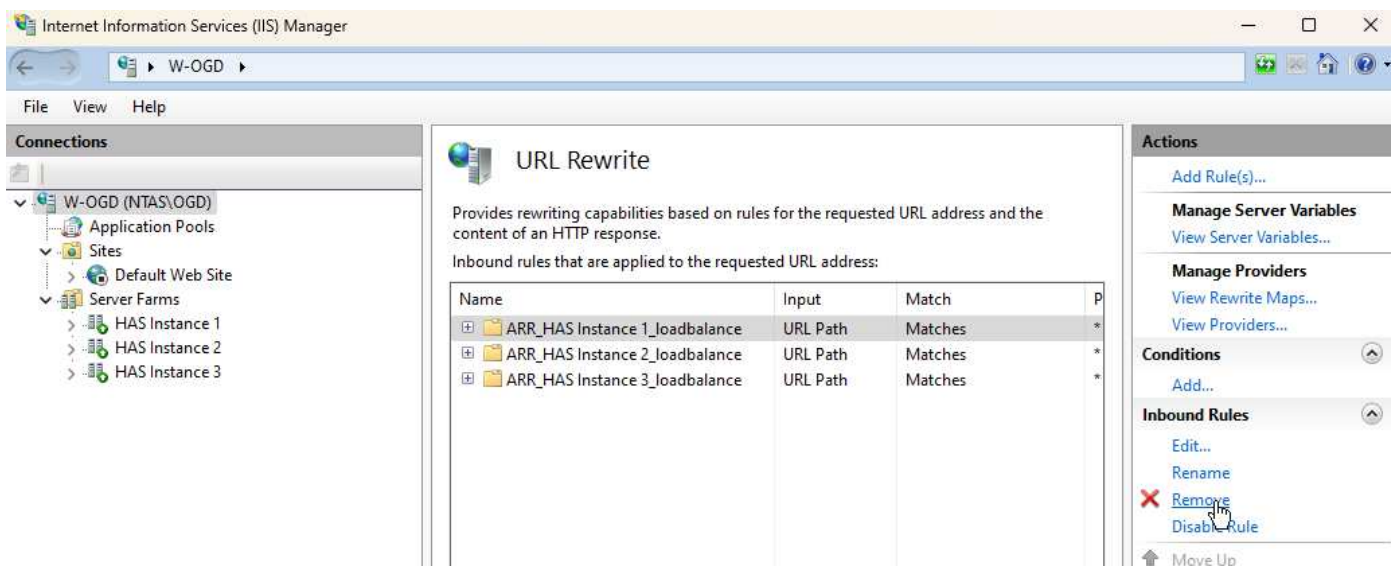 Internet Information Services (IIS) Manager
W-OGD
File View Help
Connections
W-OGD (NTAS\OGD)
Application Pools
Sites
Default Web Site
Server Farms
HAS Instance 1
HAS Instance 2
HAS Instance 3
URL Rewrite
Provides rewriting capabilities based on rules for the requested URL address and the
content of an HTTP response.
Inbound rules that are applied to the requested URL address:
Name Input Match P
ARR_HAS Instance 1_loadbalance URL Path Matches *
ARR_HAS Instance 2_loadbalance URL Path Matches *
ARR_HAS Instance 3_loadbalance URL Path Matches *
Actions
Add Rule(s)...
Manage Server Variables
View Server Variables...
Manage Providers
View Rewrite Maps...
View Providers...
Conditions
Add...
Inbound Rules
Edit...
Rename
Remove
Disable Rule
Move Up